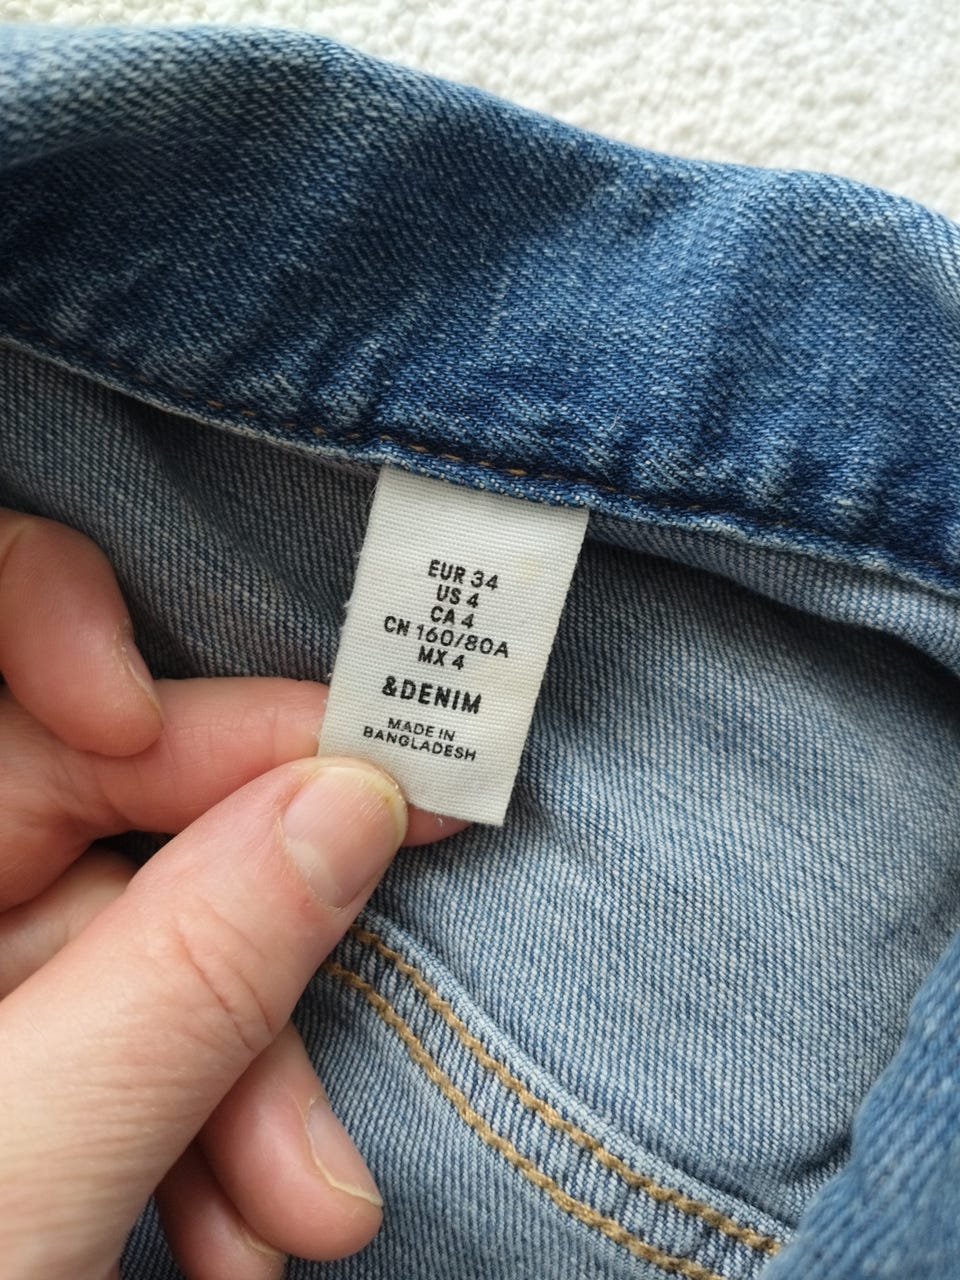 EUR 34
US 4
CA 4
CN 160/80A
MX 4
&DENIM
MADE IN
BANGLADESH